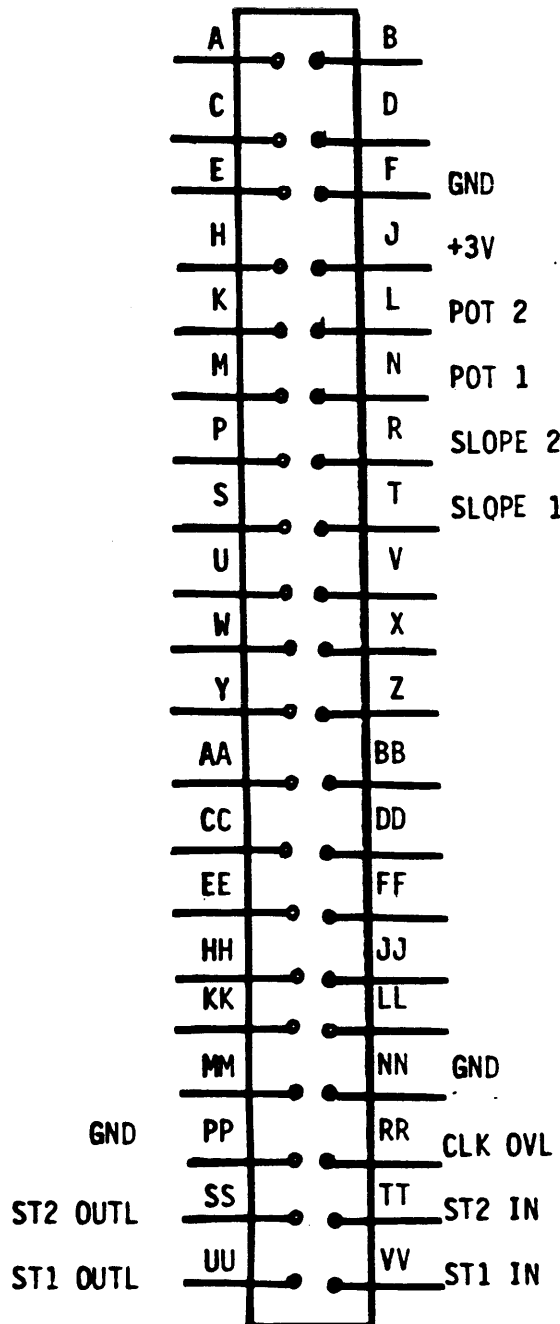 A B
C D
E F GND
H J +3V
K L POT 2
M N POT 1
P R SLOPE 2
S T SLOPE 1
U V
W X
Y Z
AA BB
CC DD
EE FF
HH JJ
KK LL
MM NN GND
GND PP RR CLK OVL
ST2 OUTL SS TT ST2 IN
ST1 OUTL UU VV ST1 IN